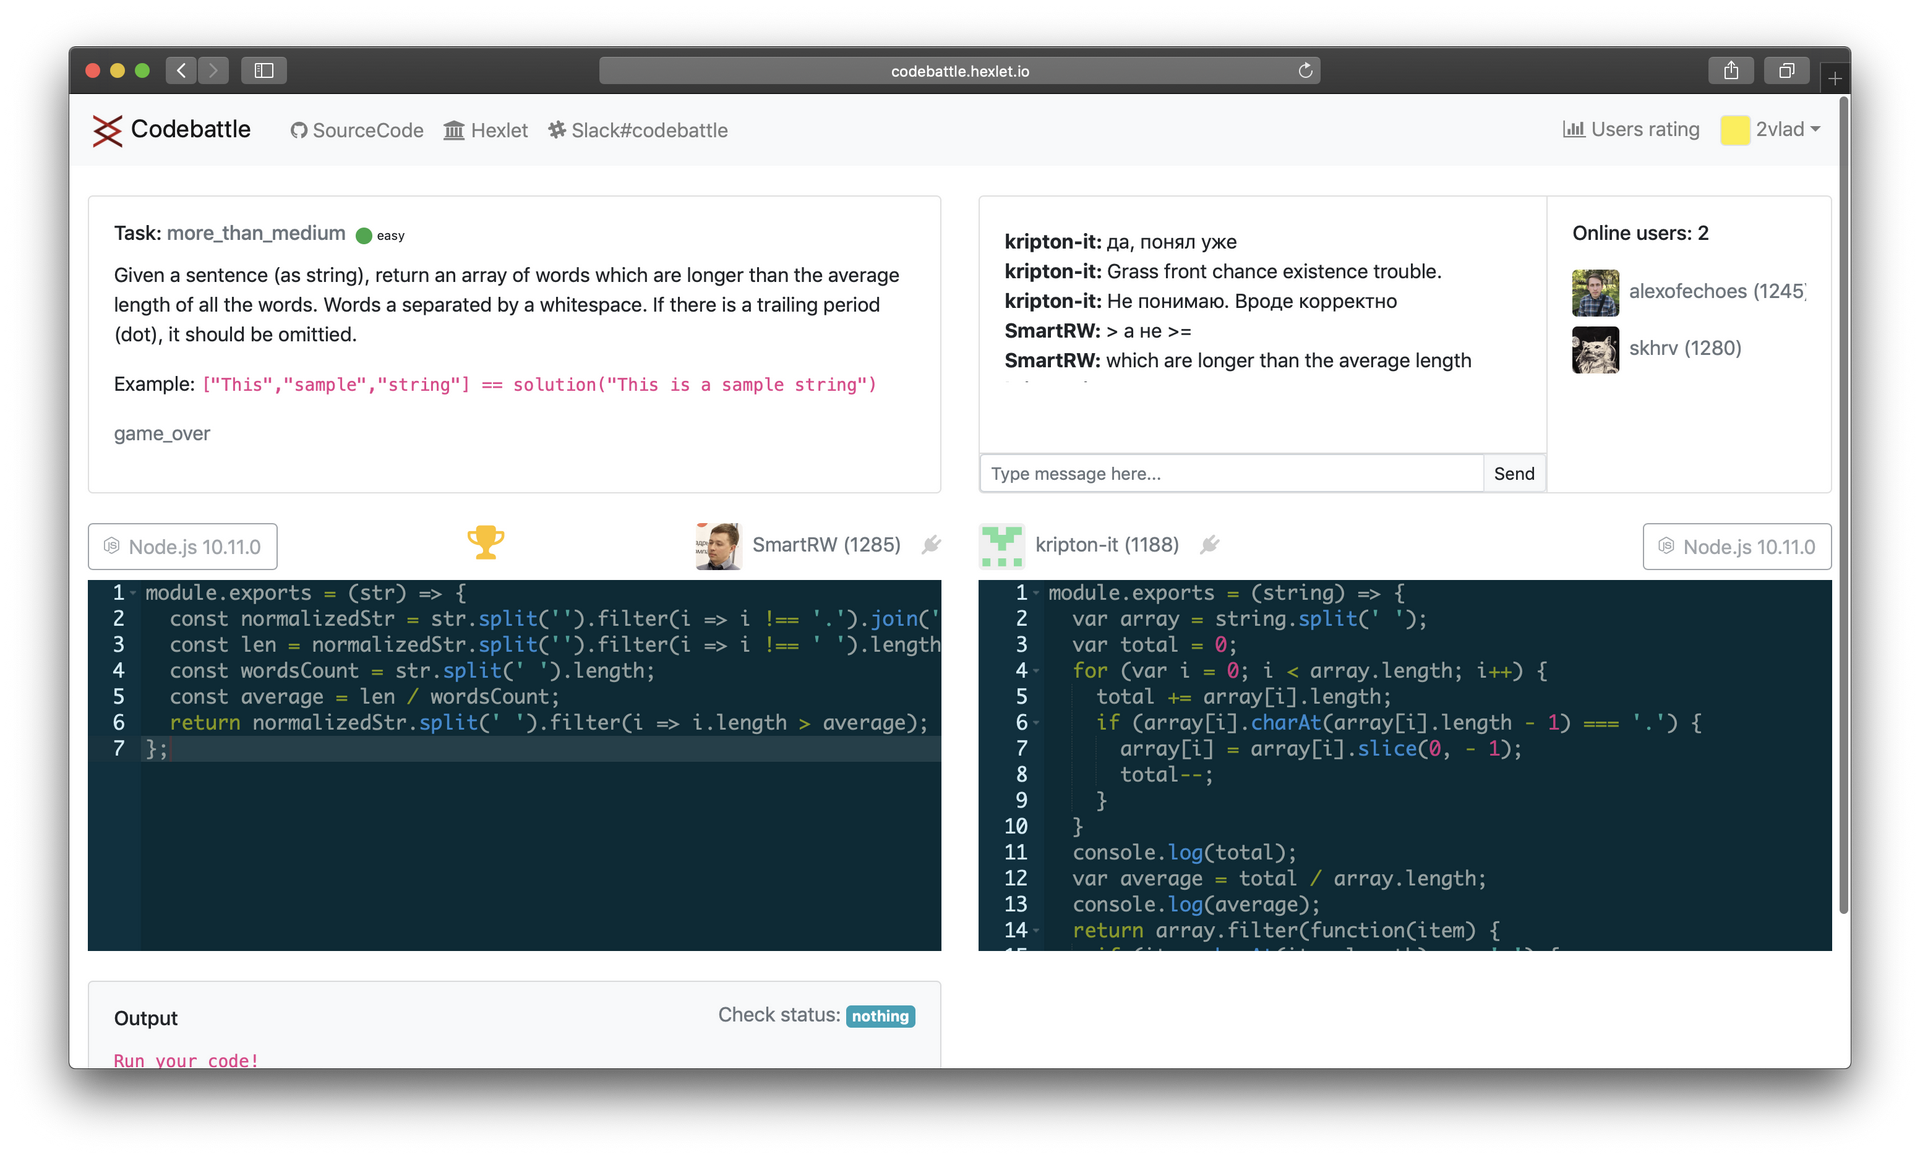 codebattle.hexlet.io
Codebattle SourceCode Hexlet Slack#codebattle Users rating 2vlad
Task: more_than_medium easy
Given a sentence (as string), return an array of words which are longer than the average
length of all the words. Words a separated by a whitespace. If there is a trailing period
(dot), it should be omittied.
Example: ["This","sample","string"] == solution("This is a sample string")
game_over
kripton-it: да, понял уже
kripton-it: Grass front chance existence trouble.
kripton-it: Не понимаю. Вроде корректно
SmartRW: > а не >=
SmartRW: which are longer than the average length
Type message here...
Send
Online users: 2
alexofechoes (1245)
skhrv (1280)
Node.js 10.11.0
SmartRW (1285)
1 module.exports = (str) => {
2 const normalizedStr = str.split('').filter(i => i !== '.').join('
3 const len = normalizedStr.split('').filter(i => i !== ' ').length
4 const wordsCount = str.split(' ').length;
5 const average = len / wordsCount;
6 return normalizedStr.split(' ').filter(i => i.length > average);
7 };
kripton-it (1188)
Node.js 10.11.0
1 module.exports = (string) => {
2 var array = string.split(' ');
3 var total = 0;
4 for (var i = 0; i < array.length; i++) {
5 total += array[i].length;
6 if (array[i].charAt(array[i].length - 1) === '.') {
7 array[i] = array[i].slice(0, - 1);
8 total--;
9 }
10 }
11 console.log(total);
12 var average = total / array.length;
13 console.log(average);
14 return array.filter(function(item) {
Output
Check status: nothing
Run your code!